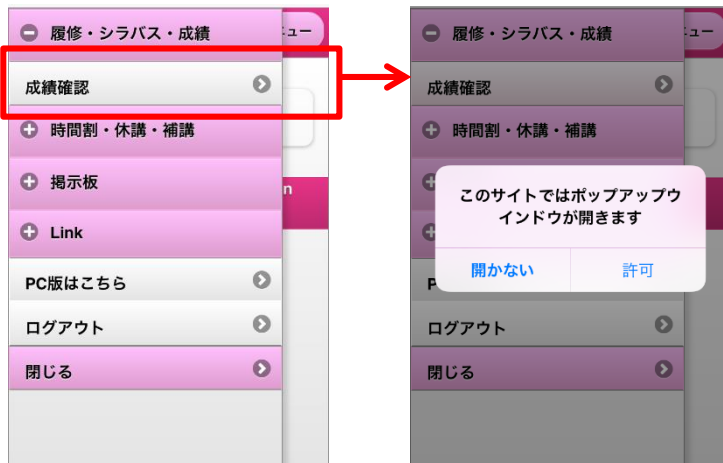 履修・シラバス・成績
ュー
成績確認
時間割・休講・補講
掲示板
n
Link
PC版はこちら
ログアウト
閉じる
履修・シラバス・成績
ュー
成績確認
時間割・休講・補講
このサイトではポップアップウ
インドウが開きます
開かない
許可
P
ログアウト
閉じる